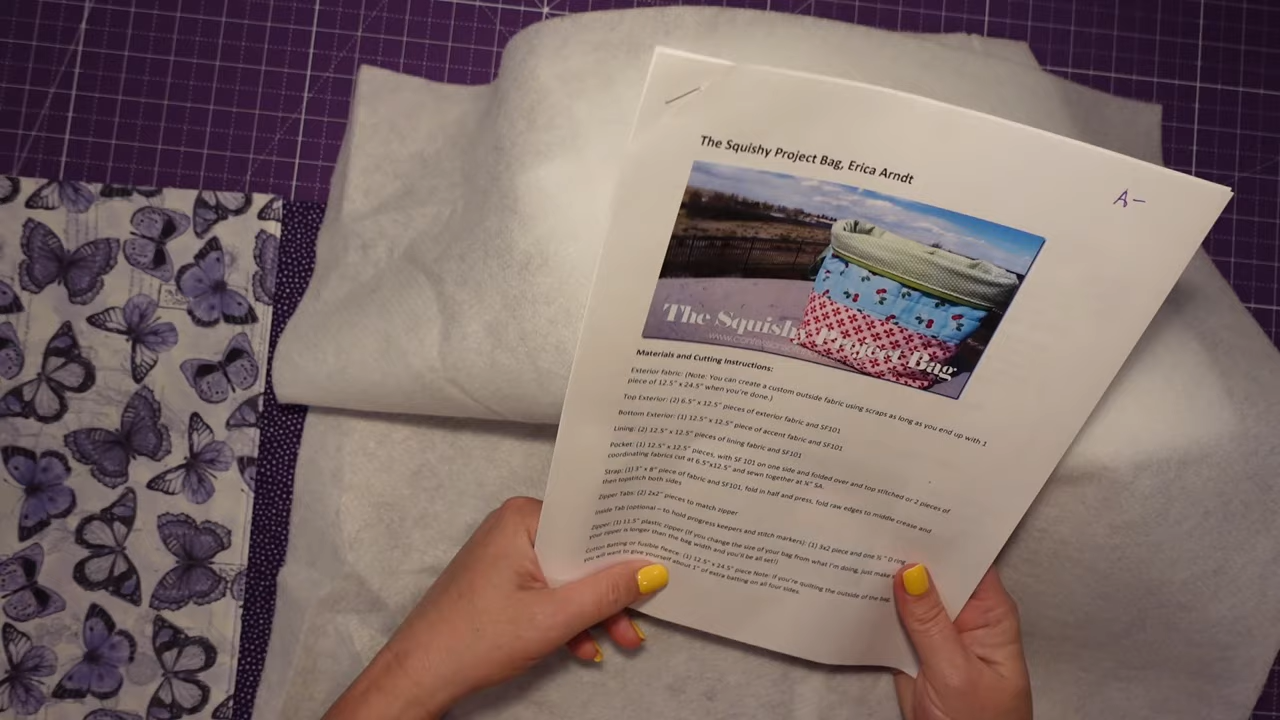 The Squishy Project Bag, Erica Arndt
A-
The Squishy Project Bag
Materials and Cutting Instructions:
Exterior fabric: (Note: You can create a custom outside fabric using scraps as long as you end up with 1
piece of 12.5" x 24.5" when you're done.)
Top Exterior: (2) 6.5" x 12.5" pieces of exterior fabric and SF101
Bottom Exterior: (1) 12.5" x 12.5" piece of accent fabric and SF101
Lining: (2) 12.5" x 12.5" pieces of lining fabric and SF101
Pocket: (1) 12.5" x 12.5" pieces, with SF 101 on one side and folded over and top stitched or 2 pieces of
coordinating fabrics cut at 6.5"x12.5" and sewn together at ¼" SA.
Strap: (1) 3" x 8" piece of fabric and SF101, fold in half and press, fold raw edges to middle crease and
then topstitch both sides
Zipper Tabs: (2) 2x2" pieces to match zipper
Inside Tab (optional – to hold progress keepers and stitch markers): (1) 3x2 piece and one ½" D ring
Zipper: (1) 11.5" plastic zipper (if you change the size of your bag from what I'm doing, just make
your zipper is longer than the bag width and you'll be all set!)
Cotton Batting or fusible fleece: (1) 12.5" x 24.5" piece Note: if you're quilting the outside of the bag
you will want to give yourself about 1" of extra batting on all four sides.